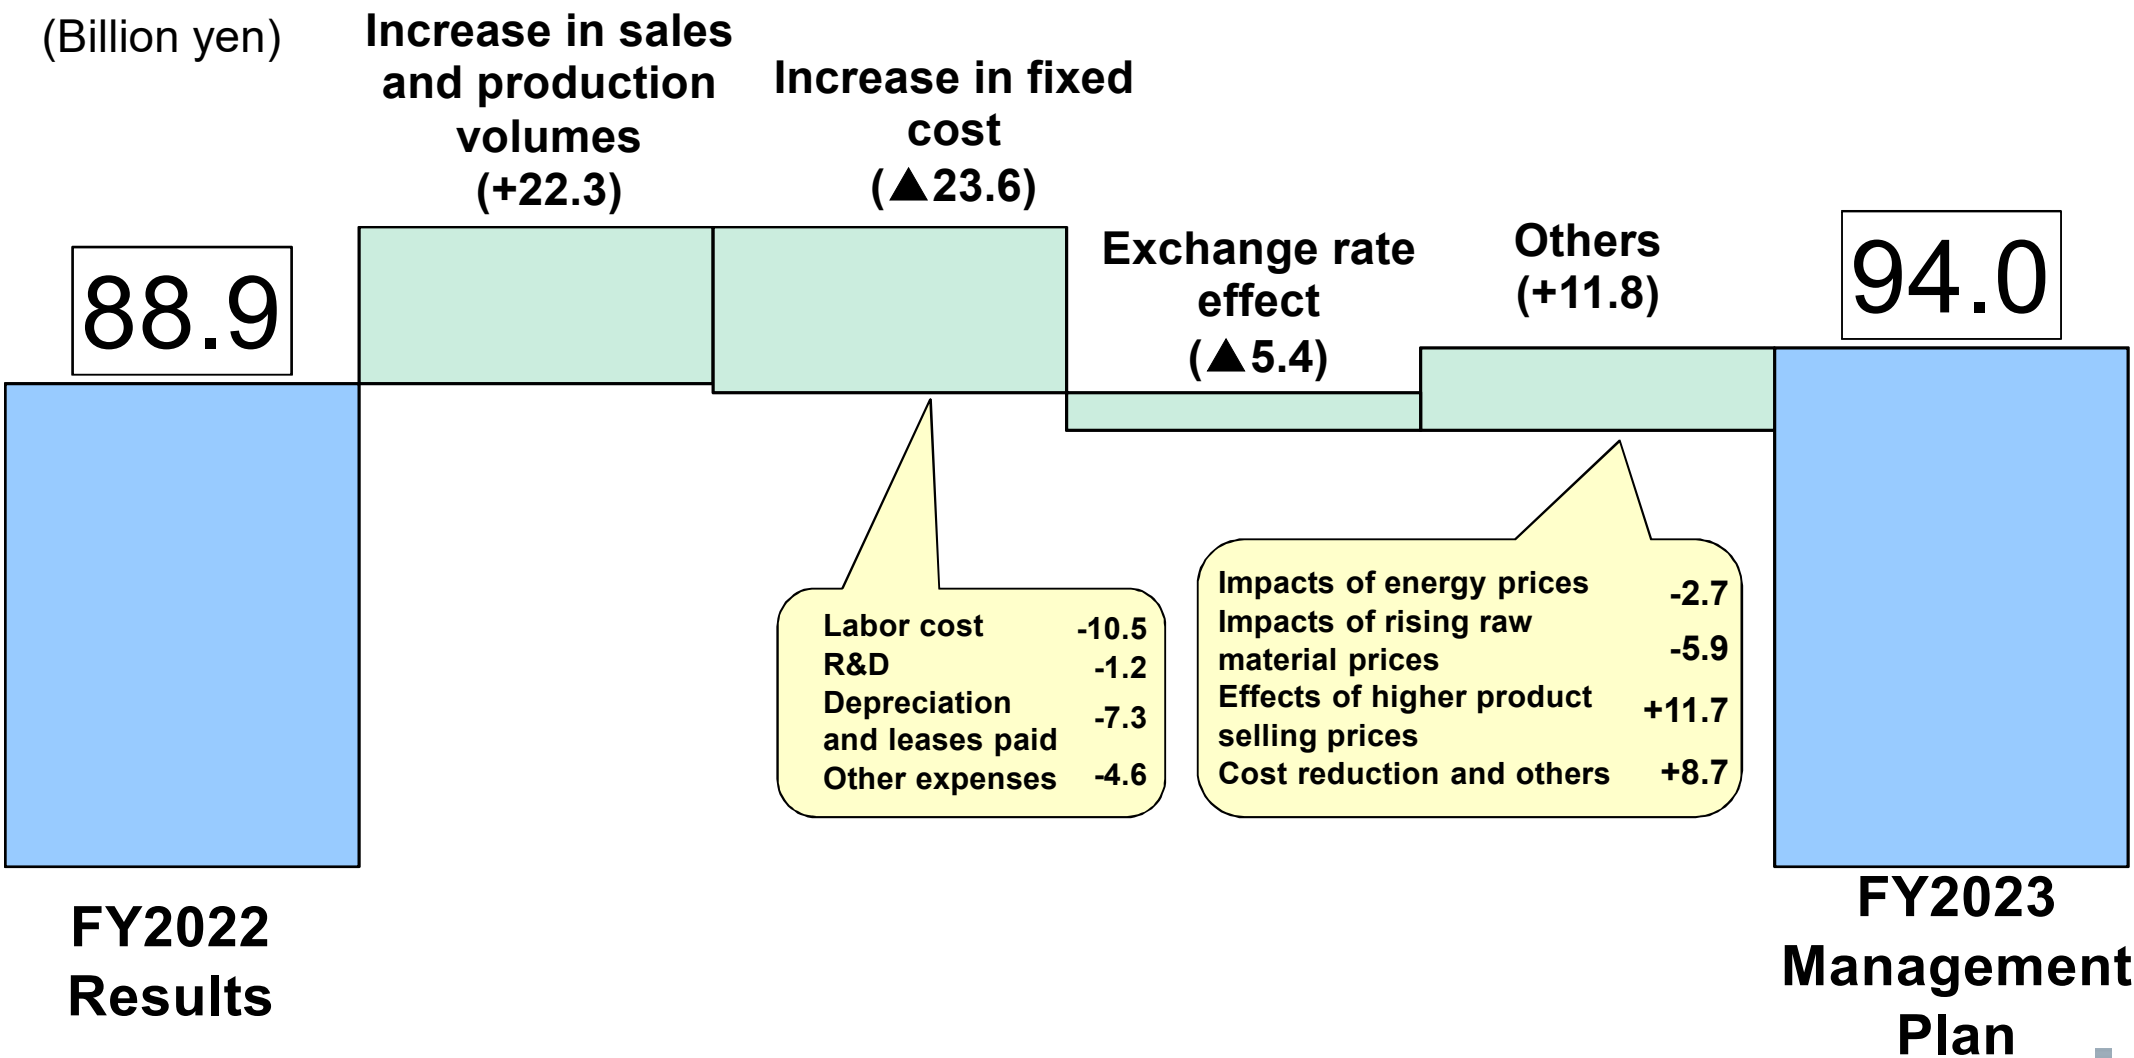 (Billion yen)
Increase in sales
and production
volumes
(+22.3)
Increase in fixed
cost
(▲23.6)
Exchange rate
effect
(▲5.4)
Others
(+11.8)
88.9
94.0
Labor cost -10.5
R&D -1.2
Depreciation
and leases paid -7.3
Other expenses -4.6
Impacts of energy prices -2.7
Impacts of rising raw
material prices -5.9
Effects of higher product
selling prices +11.7
Cost reduction and others +8.7
FY2022
Results
FY2023
Management
Plan